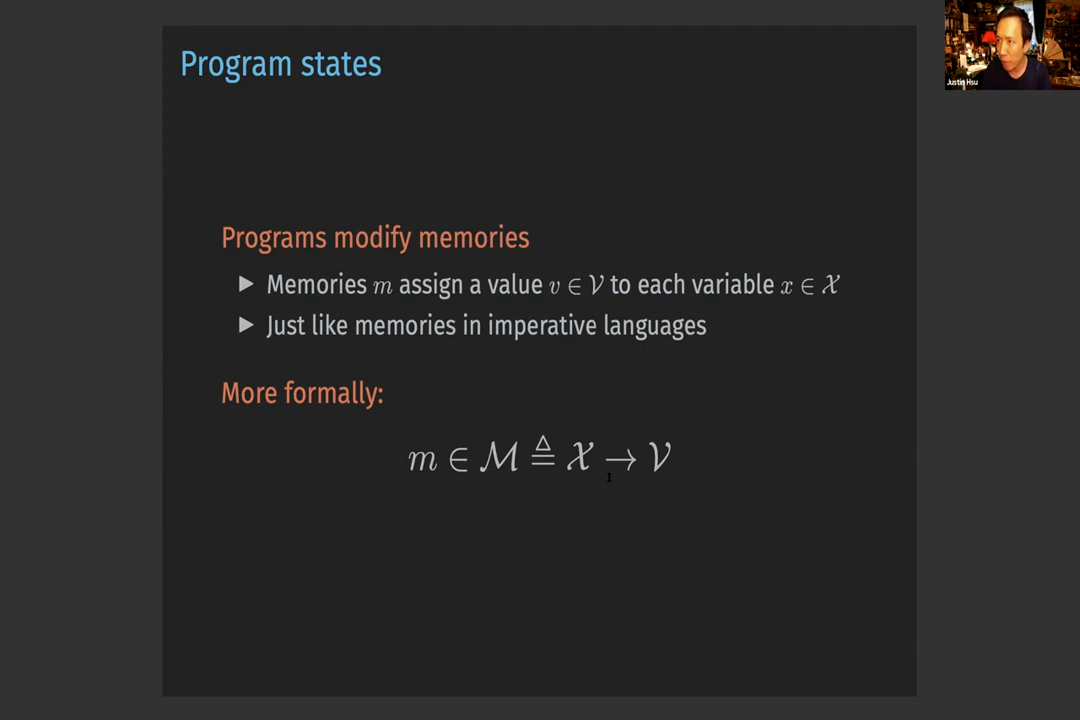 Program states
Justin Hsu
Programs modify memories
▶ Memories m assign a value v ∈ 𝒱 to each variable x ∈ 𝒳
▶ Just like memories in imperative languages
More formally:
m ∈ ℳ ≜ 𝒳 → 𝒱